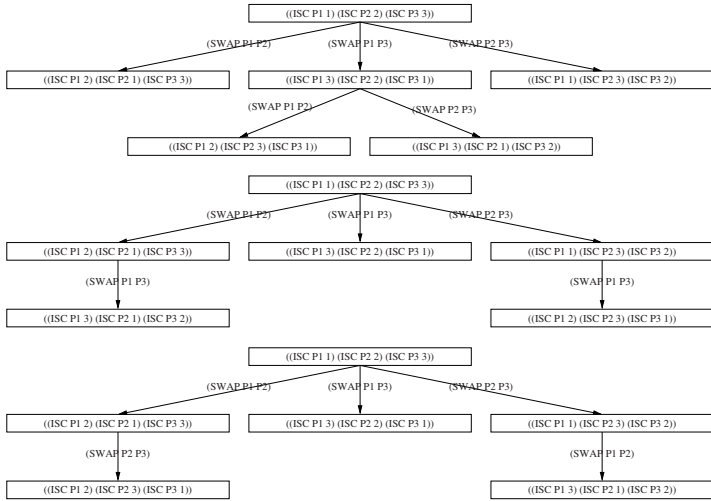 ((ISC P1 1) (ISC P2 2) (ISC P3 3))
(SWAP P1 P2) (SWAP P1 P3) (SWAP P2 P3)
((ISC P1 2) (ISC P2 1) (ISC P3 3)) ((ISC P1 3) (ISC P2 2) (ISC P3 1)) ((ISC P1 1) (ISC P2 3) (ISC P3 2))
(SWAP P1 P2) (SWAP P2 P3)
((ISC P1 2) (ISC P2 3) (ISC P3 1)) ((ISC P1 3) (ISC P2 1) (ISC P3 2))
((ISC P1 1) (ISC P2 2) (ISC P3 3))
(SWAP P1 P2) (SWAP P1 P3) (SWAP P2 P3)
((ISC P1 2) (ISC P2 1) (ISC P3 3)) ((ISC P1 3) (ISC P2 2) (ISC P3 1)) ((ISC P1 1) (ISC P2 3) (ISC P3 2))
(SWAP P1 P3) (SWAP P1 P3)
((ISC P1 3) (ISC P2 1) (ISC P3 2)) ((ISC P1 2) (ISC P2 3) (ISC P3 1))
((ISC P1 1) (ISC P2 2) (ISC P3 3))
(SWAP P1 P2) (SWAP P1 P3) (SWAP P2 P3)
((ISC P1 2) (ISC P2 1) (ISC P3 3)) ((ISC P1 3) (ISC P2 2) (ISC P3 1)) ((ISC P1 1) (ISC P2 3) (ISC P3 2))
(SWAP P2 P3) (SWAP P1 P2)
((ISC P1 2) (ISC P2 3) (ISC P3 1)) ((ISC P1 3) (ISC P2 1) (ISC P3 2))